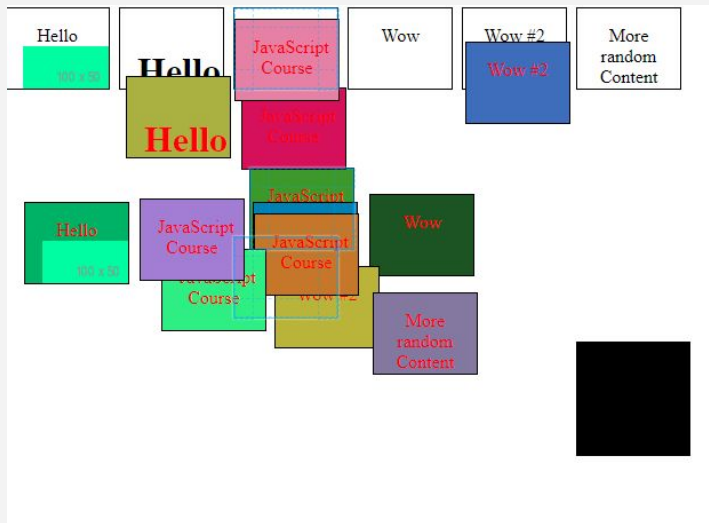 Hello
100 x 50
Hello
JavaScript
Course
Wow
Wow #2
More
random
Content
Wow #2
Hello
JavaScript
Course
JavaScript
Hello
100 x 50
JavaScript
Course
JavaScript
Course
Wow
JavaScript
Course
Wow #2
More
random
Content